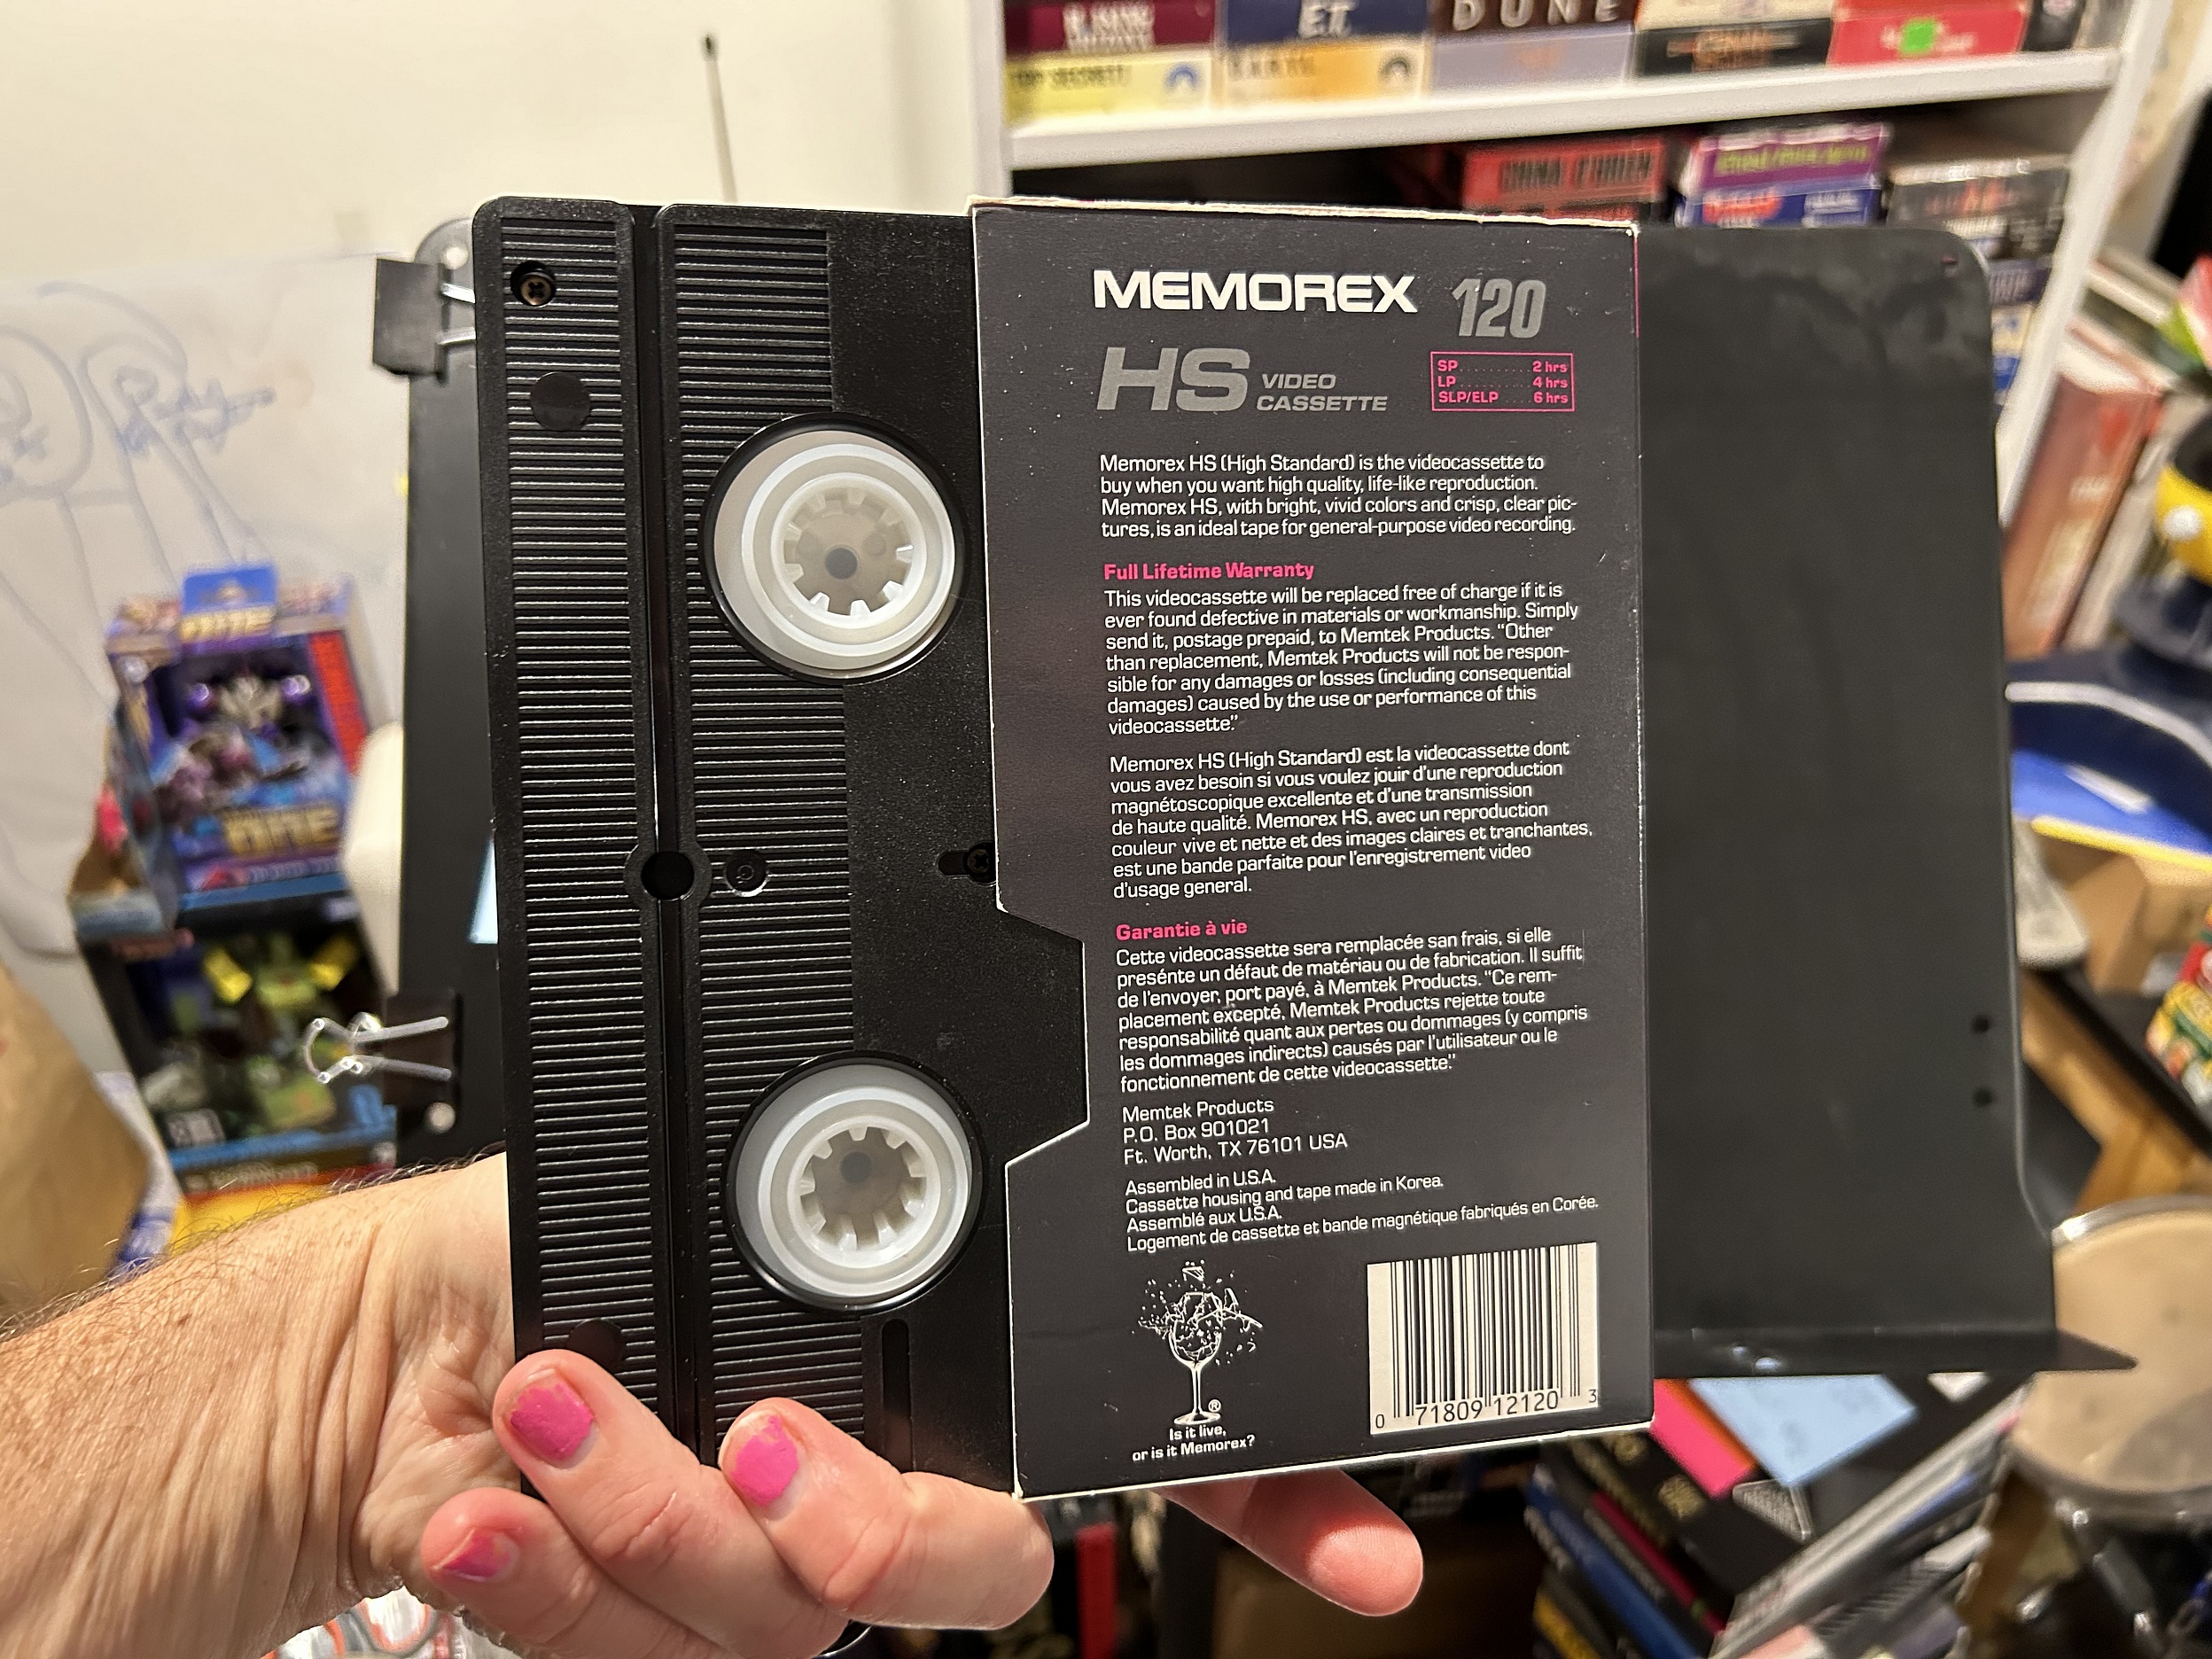 E.T.
DUNE
TOP SECRET!
D.A.R.Y.L.
ONE
ONE
MEMOREX 120
HS VIDEO CASSETTE
SP ......... 2 hrs
LP ......... 4 hrs
SLP/ELP ... 6 hrs
Memorex HS (High Standard) is the videocassette to
buy when you want high quality, life-like reproduction.
Memorex HS, with bright, vivid colors and crisp, clear pic-
tures, is an ideal tape for general-purpose video recording.
Full Lifetime Warranty
This videocassette will be replaced free of charge if it is
ever found defective in materials or workmanship. Simply
send it, postage prepaid, to Memtek Products. "Other
than replacement, Memtek Products will not be respon-
sible for any damages or losses (including consequential
damages) caused by the use or performance of this
videocassette."
Memorex HS (High Standard) est la videocassette dont
vous avez besoin si vous voulez jouir d'une reproduction
magnétoscopique excellente et d'une transmission
de haute qualité. Memorex HS, avec un reproduction
couleur vive et nette et des images claires et tranchantes,
est une bande parfaite pour l'enregistrement video
d'usage general.
Garantie à vie
Cette videocassette sera remplacée san frais, si elle
presénte un défaut de matériau ou de fabrication. Il suffit
de l'envoyer, port payé, à Memtek Products. "Ce rem-
placement excepté, Memtek Products rejette toute
responsabilité quant aux pertes ou dommages (y compris
les dommages indirects) causés par l'utilisateur ou le
fonctionnement de cette videocassette."
Memtek Products
P.O. Box 901021
Ft. Worth, TX 76101 USA
Assembled in U.S.A.
Cassette housing and tape made in Korea.
Assemblé aux U.S.A.
Logement de cassette et bande magnétique fabriqués en Corée.
®
Is it live,
or is it Memorex?
0 71809 12120 3